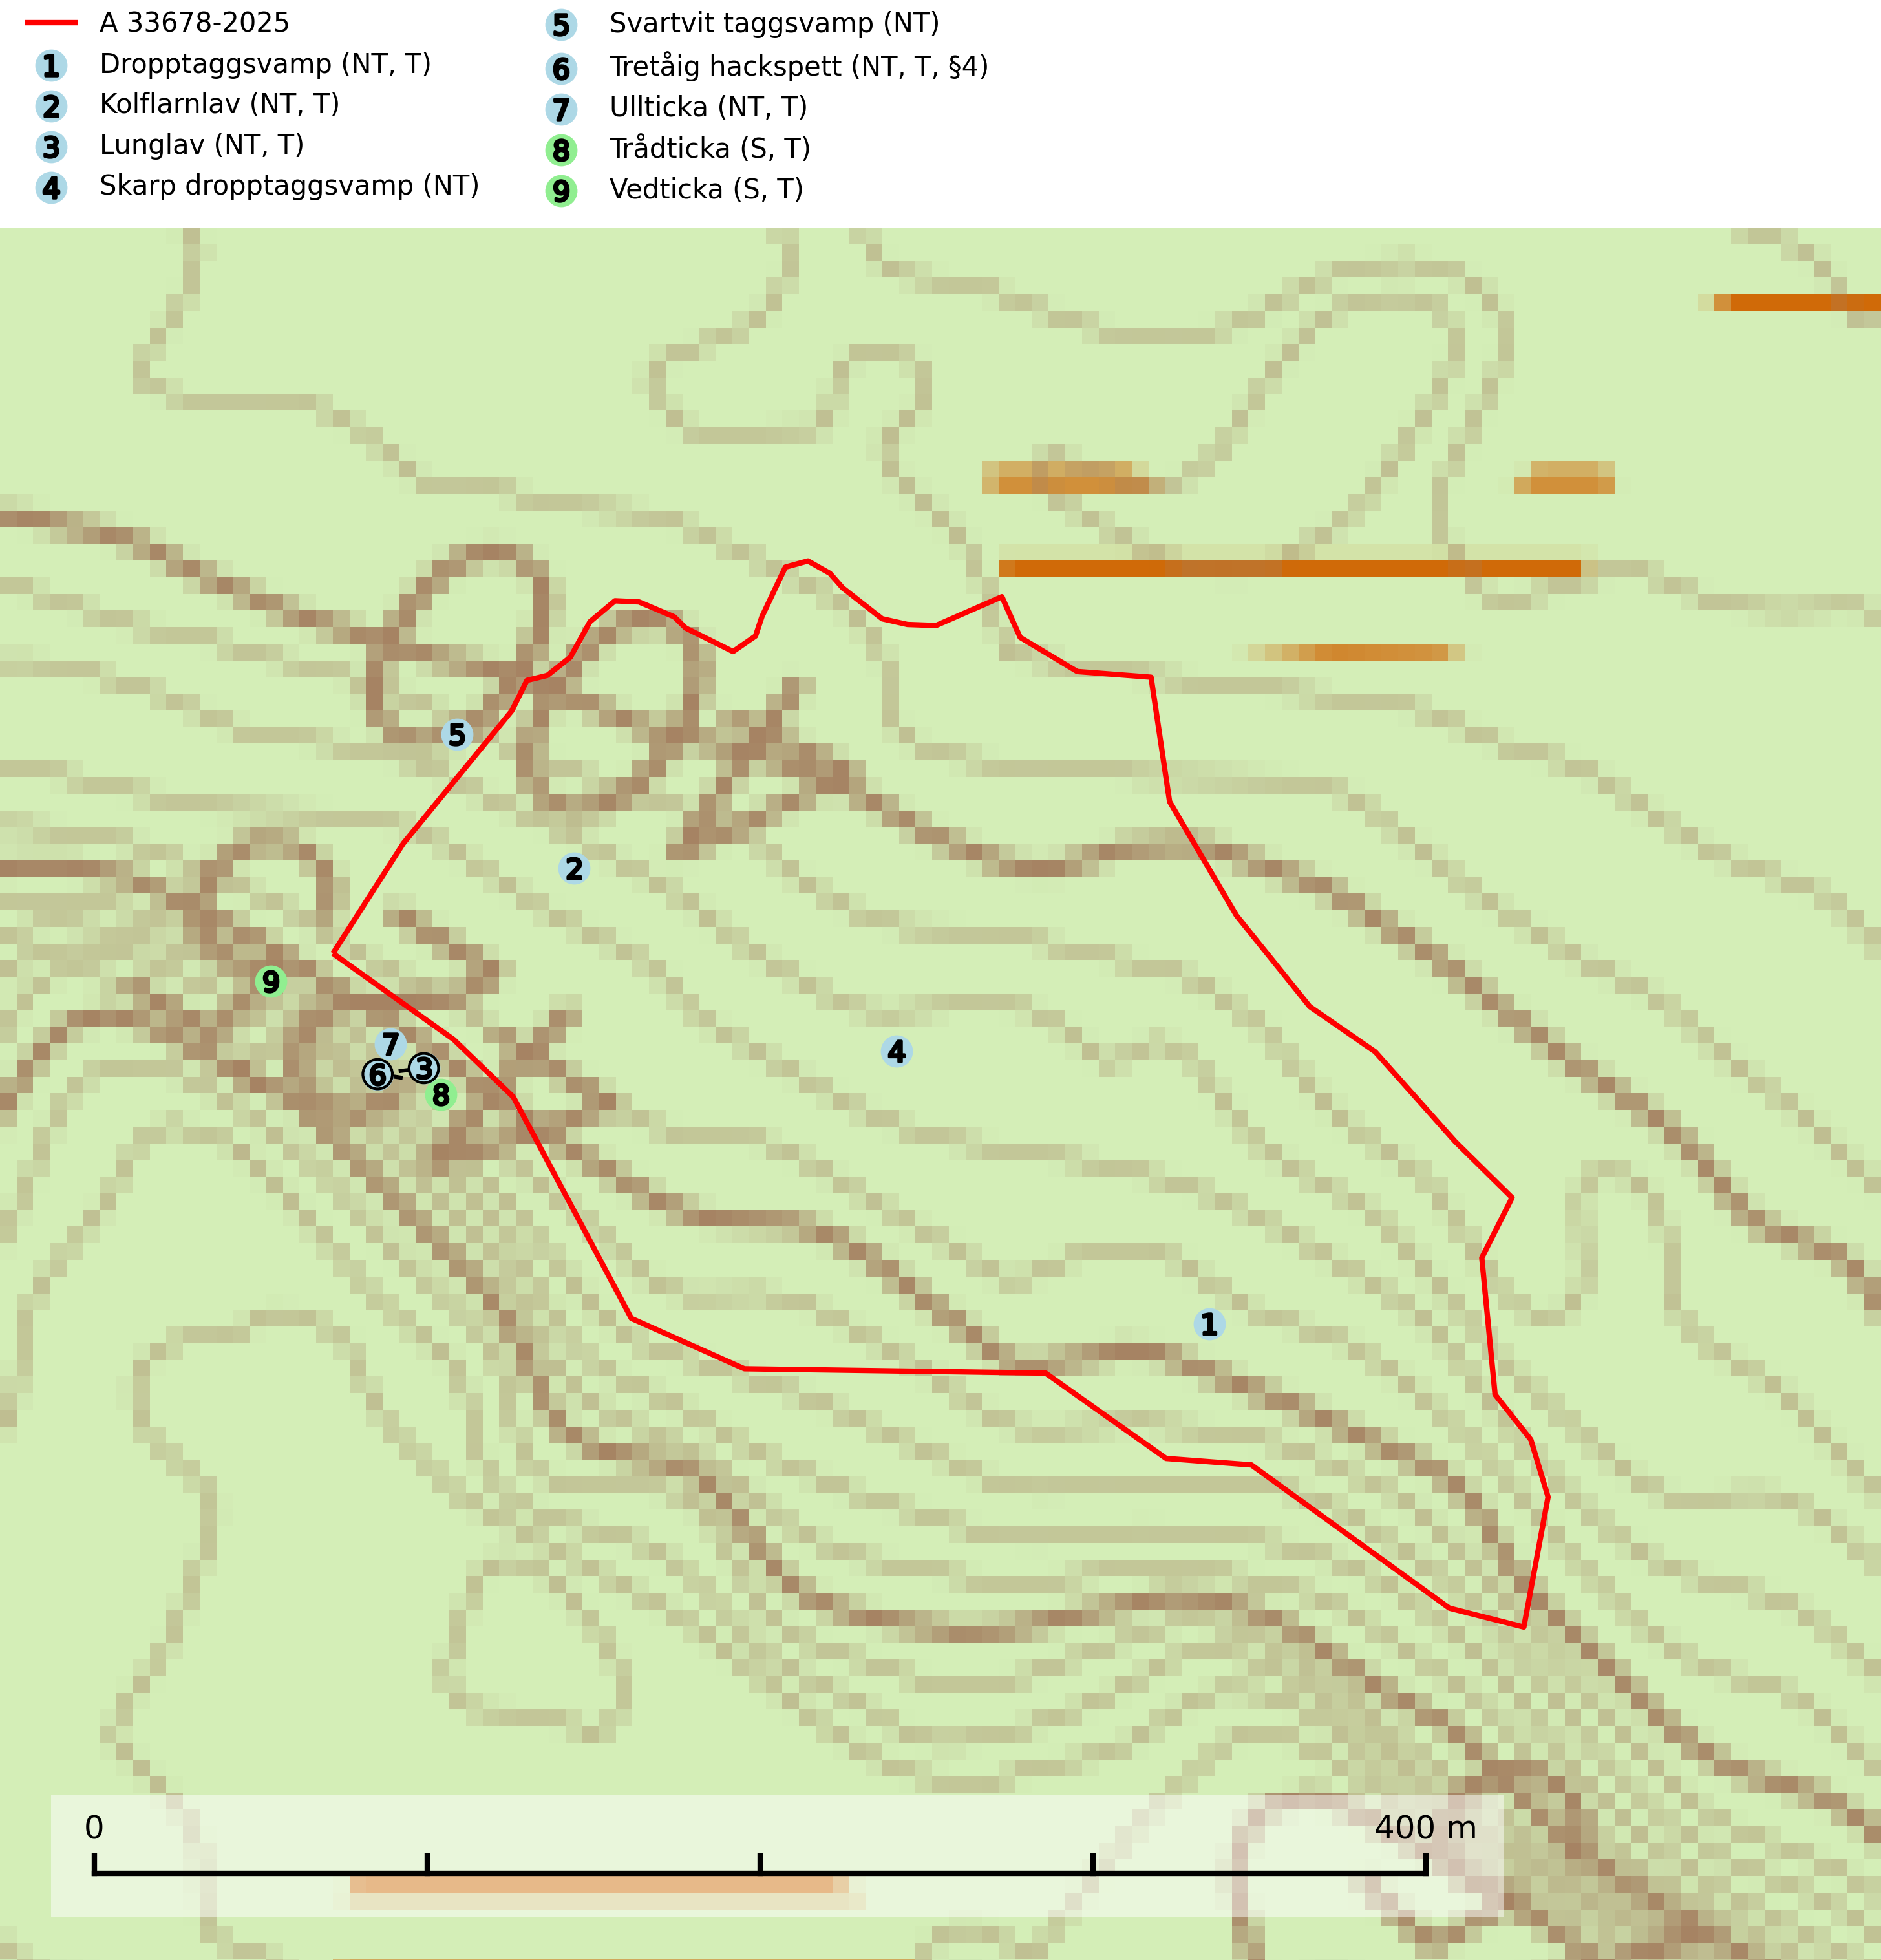 A 33678-2025
1 Dropptaggsvamp (NT, T)
2 Kolflarnlav (NT, T)
3 Lunglav (NT, T)
4 Skarp dropptaggsvamp (NT)
5 Svartvit taggsvamp (NT)
6 Tretåig hackspett (NT, T, §4)
7 Ullticka (NT, T)
8 Trådticka (S, T)
9 Vedticka (S, T)
5
2
9
7
4
3
6
8
1
0
400 m